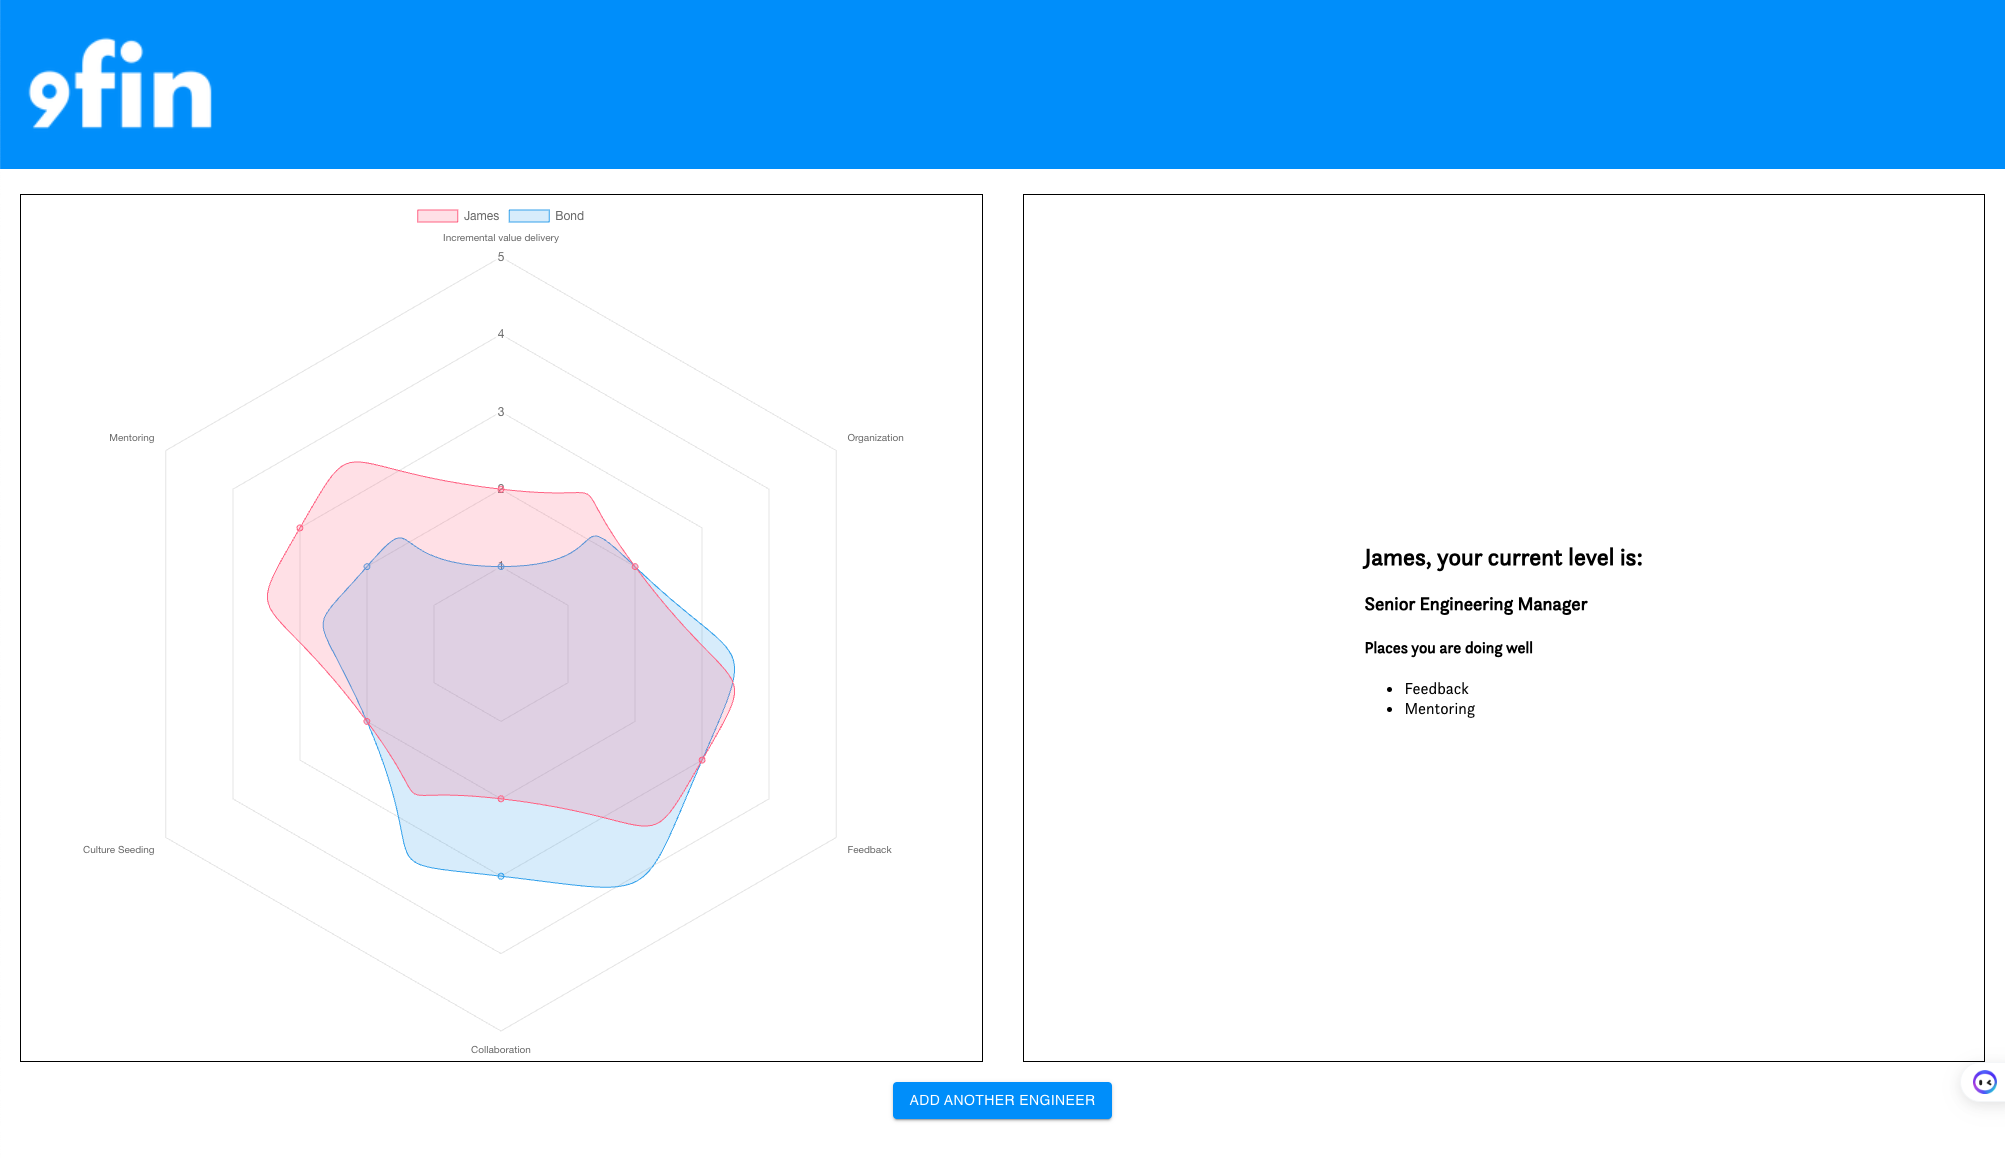 9fin
James Bond
Incremental value delivery
5
4
3
2
1
Mentoring
Organization
Culture Seeding
Feedback
Collaboration
James, your current level is:
Senior Engineering Manager
Places you are doing well
• Feedback
• Mentoring
ADD ANOTHER ENGINEER